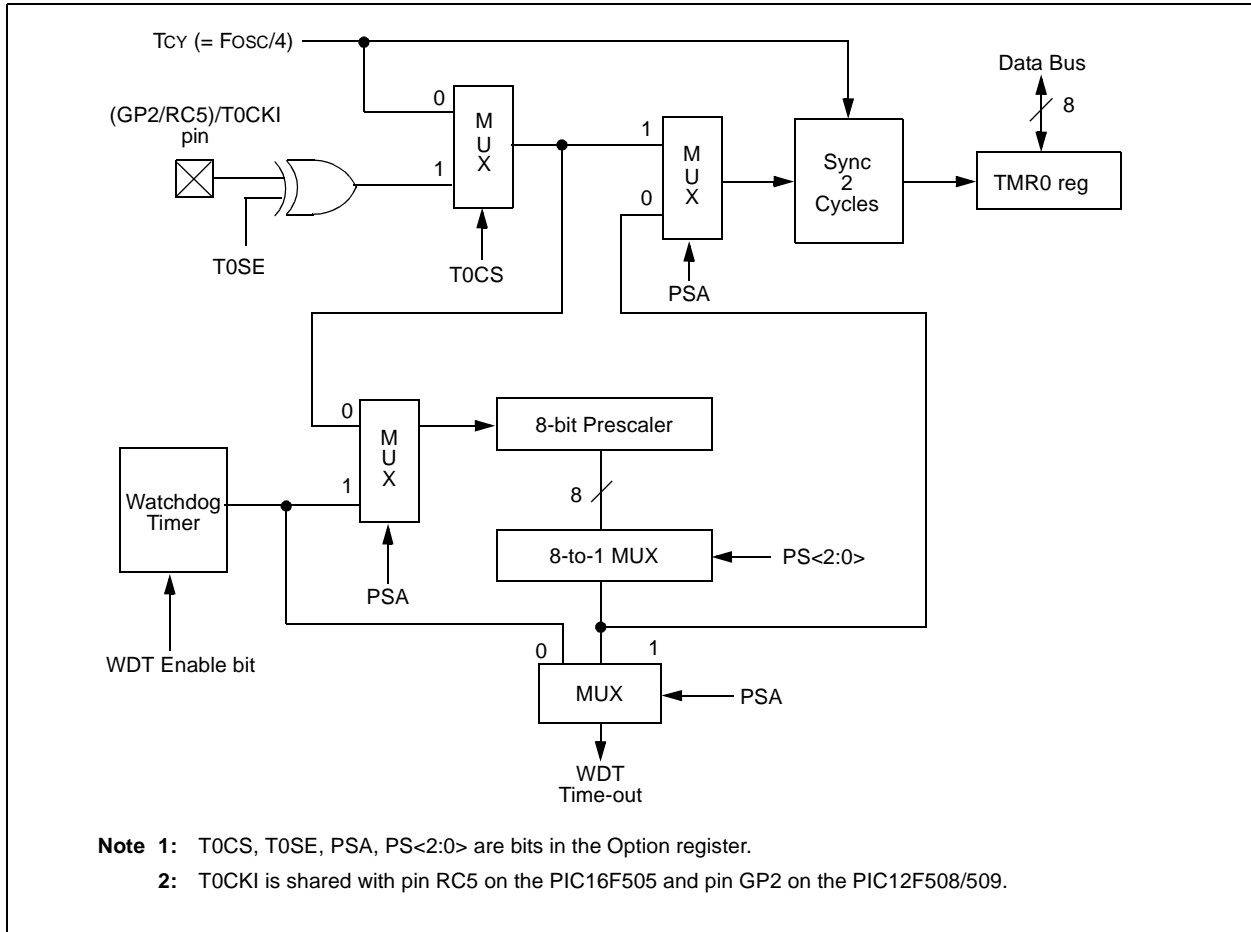 TCY (= FOSC/4)
Data Bus
8
(GP2/RC5)/T0CKI
pin
0
1
M
U
X
T0SE
T0CS
1
0
M
U
X
PSA
Sync
2
Cycles
TMR0 reg
0
1
M
U
X
PSA
8-bit Prescaler
8
8-to-1 MUX
PS<2:0>
Watchdog
Timer
WDT Enable bit
0
1
MUX
PSA
WDT
Time-out
Note 1: T0CS, T0SE, PSA, PS<2:0> are bits in the Option register.
2: T0CKI is shared with pin RC5 on the PIC16F505 and pin GP2 on the PIC12F508/509.